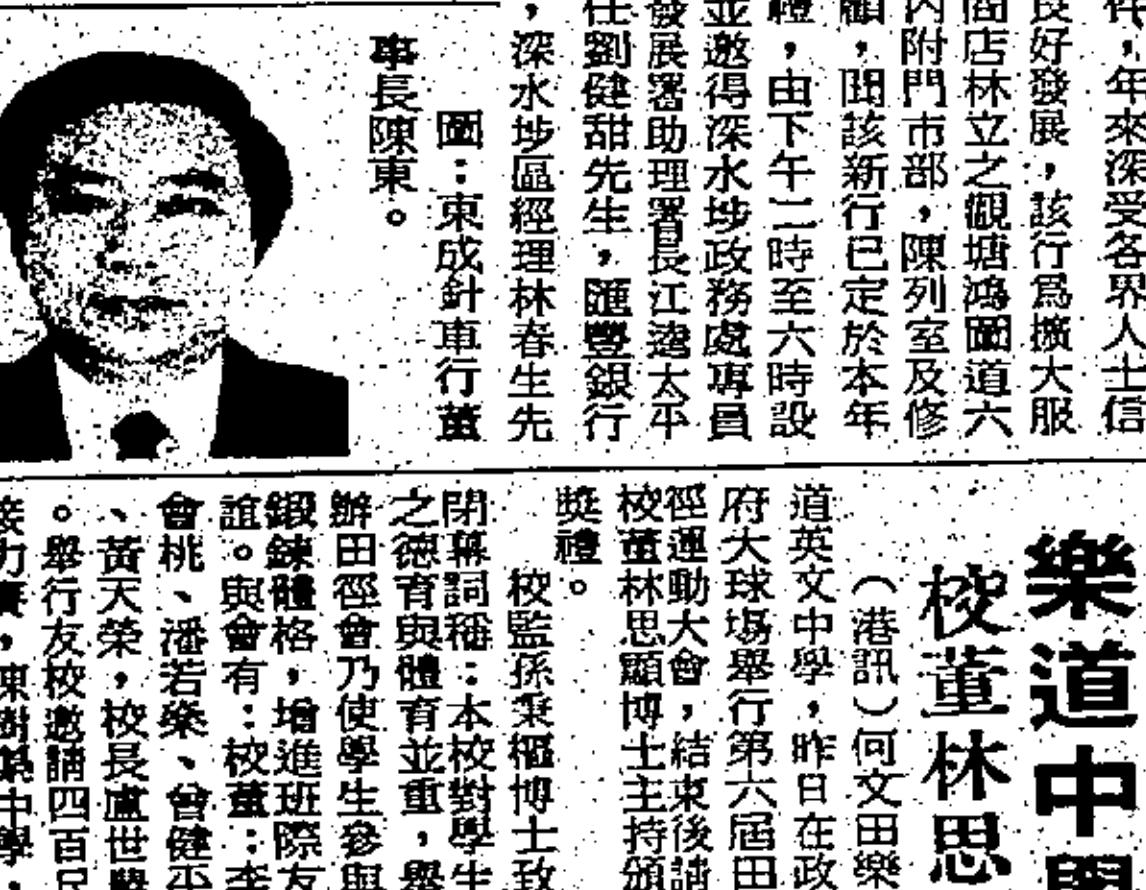 件，年來深受各界人士信
良好發展，該行爲擴大服
商店林立之觀塘鴻圖道六
內附門市部，陳列室及修
顧，聞該新行已定於本年
禮，由下午二時至六時設
並邀得深水埗政務處專員
發展署助理署長江逸太平
任劉健甜先生，匯豐銀行
，深水埗區經理林春生先
圖：東成針車行董
事長陳東。
樂道中學
校董林思
（港訊）何文田樂
道英文中學，昨日在政
府大球場舉行第六屆田
徑運動大會，結束後請
校董林思顯博士主持頒
獎禮。
校監孫秉樞博士致
閉幕詞稱：本校對學生
之德育與體育並重，舉
辦田徑會乃使學生參與
鍛鍊體格，增進班際友
誼。與會有：校董：李
會桃、潘若燊、曾健平
、黃天榮，校長盧世
。舉行友校邀請四百尺
接力賽，陳樹中學，